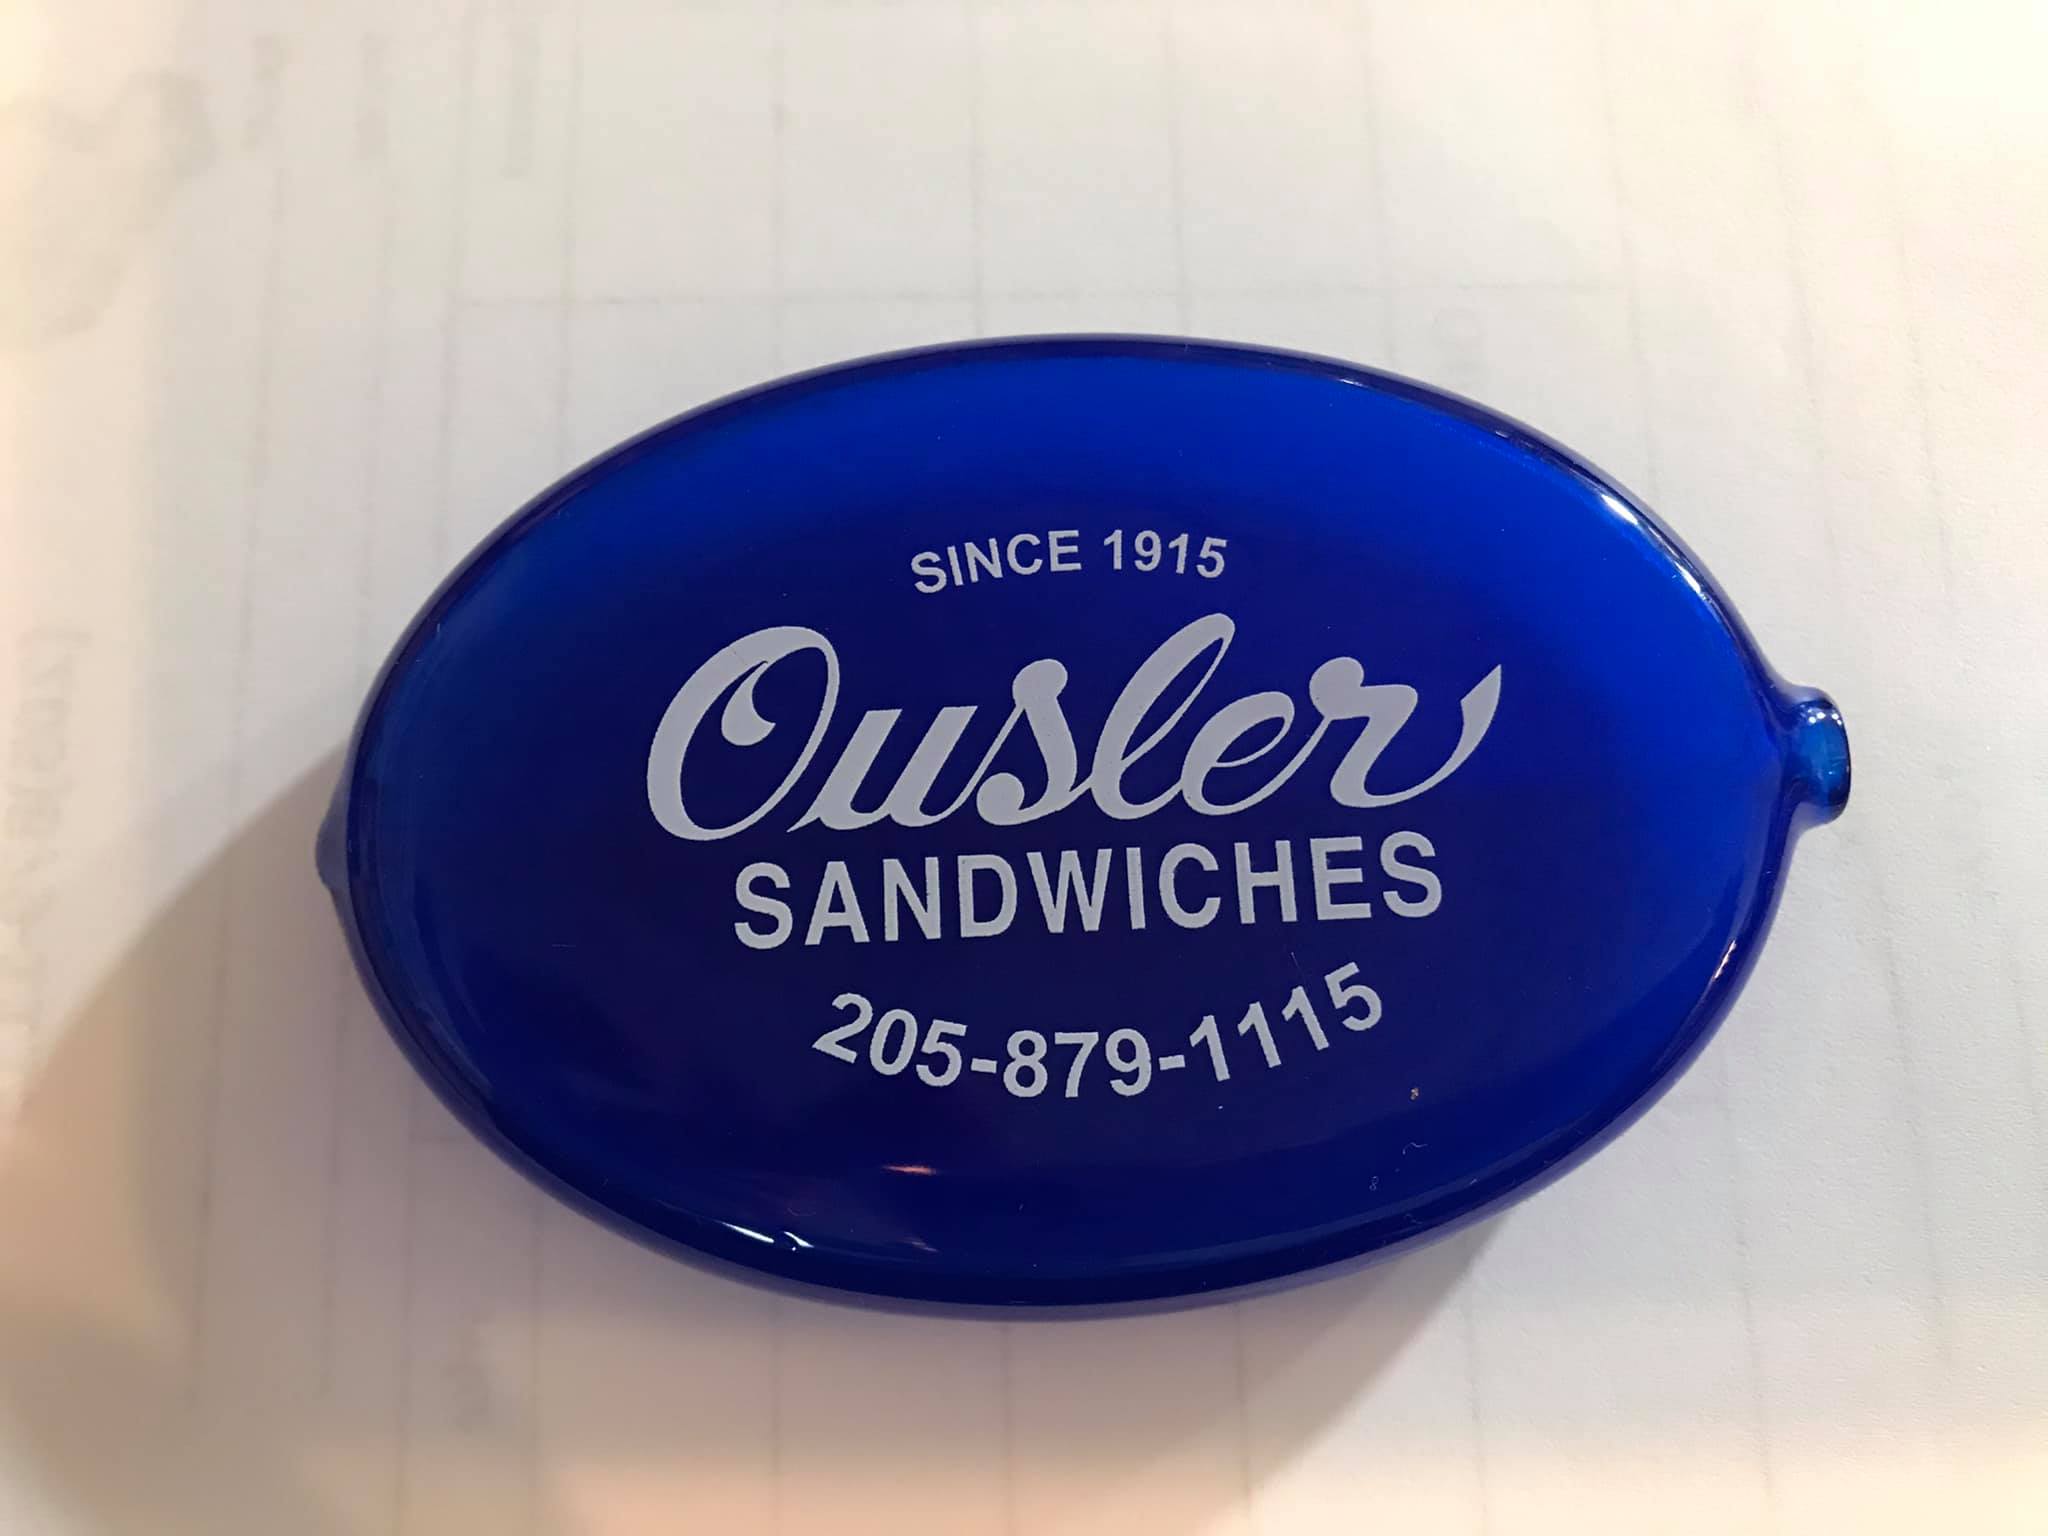 SINCE 1915
Ousler
SANDWICHES
205-879-1115